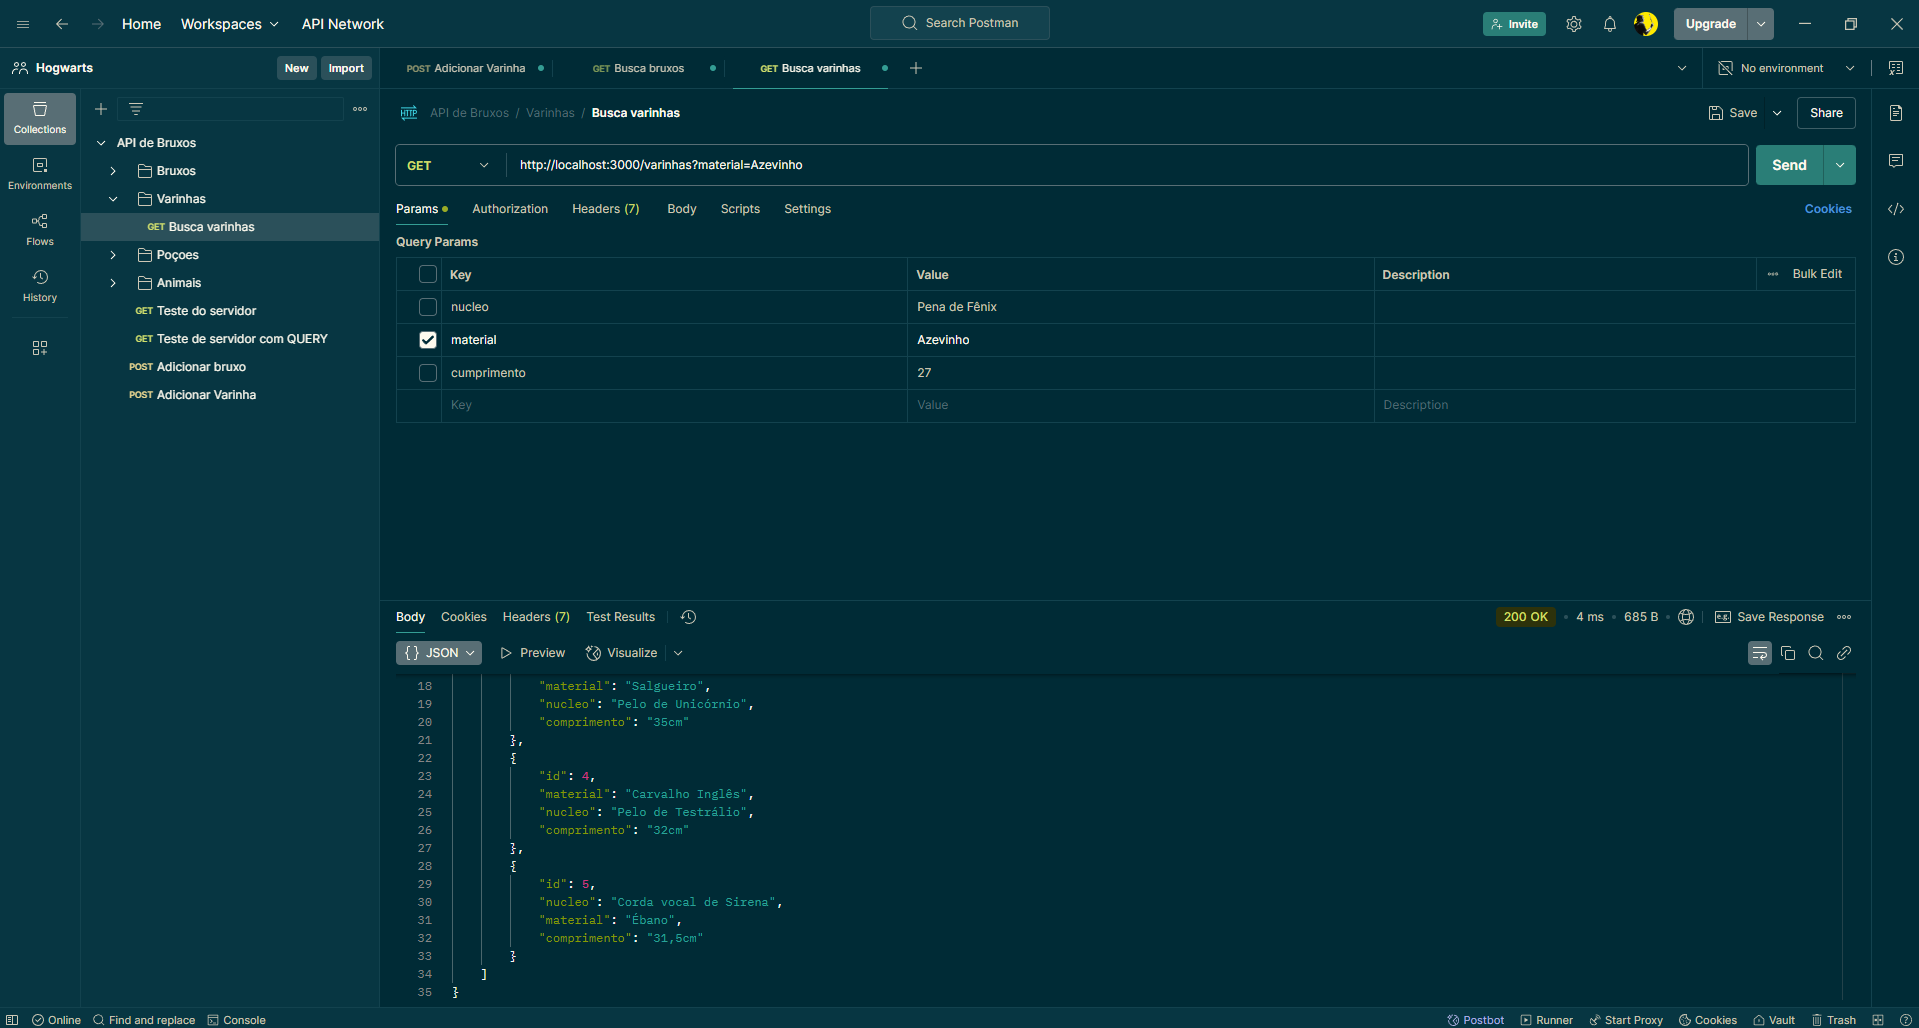 Home Workspaces API Network Search Postman Invite Upgrade
Hogwarts New Import POST Adicionar Varinha GET Busca bruxos GET Busca varinhas No environment
Collections
Environments
Flows
History
API de Bruxos
Bruxos
Varinhas
GET Busca varinhas
Poçoes
Animais
GET Teste do servidor
GET Teste de servidor com QUERY
POST Adicionar bruxo
POST Adicionar Varinha
HTTP API de Bruxos / Varinhas / Busca varinhas Save Share
GET http://localhost:3000/varinhas?material=Azevinho Send
Params Authorization Headers (7) Body Scripts Settings Cookies
Query Params
Key Value Description Bulk Edit
nucleo Pena de Fênix
material Azevinho
cumprimento 27
Key Value Description
Body Cookies Headers (7) Test Results 200 OK 4 ms 685 B e.g. Save Response
{} JSON Preview Visualize
18 "material": "Salgueiro",
19 "nucleo": "Pelo de Unicórnio",
20 "comprimento": "35cm"
21 },
22 {
23 "id": 4,
24 "material": "Carvalho Inglês",
25 "nucleo": "Pelo de Testrálio",
26 "comprimento": "32cm"
27 },
28 {
29 "id": 5,
30 "nucleo": "Corda vocal de Sirena",
31 "material": "Ébano",
32 "comprimento": "31,5cm"
33 }
34 ]
35 }
Online Find and replace Console Postbot Runner Start Proxy Cookies Vault Trash